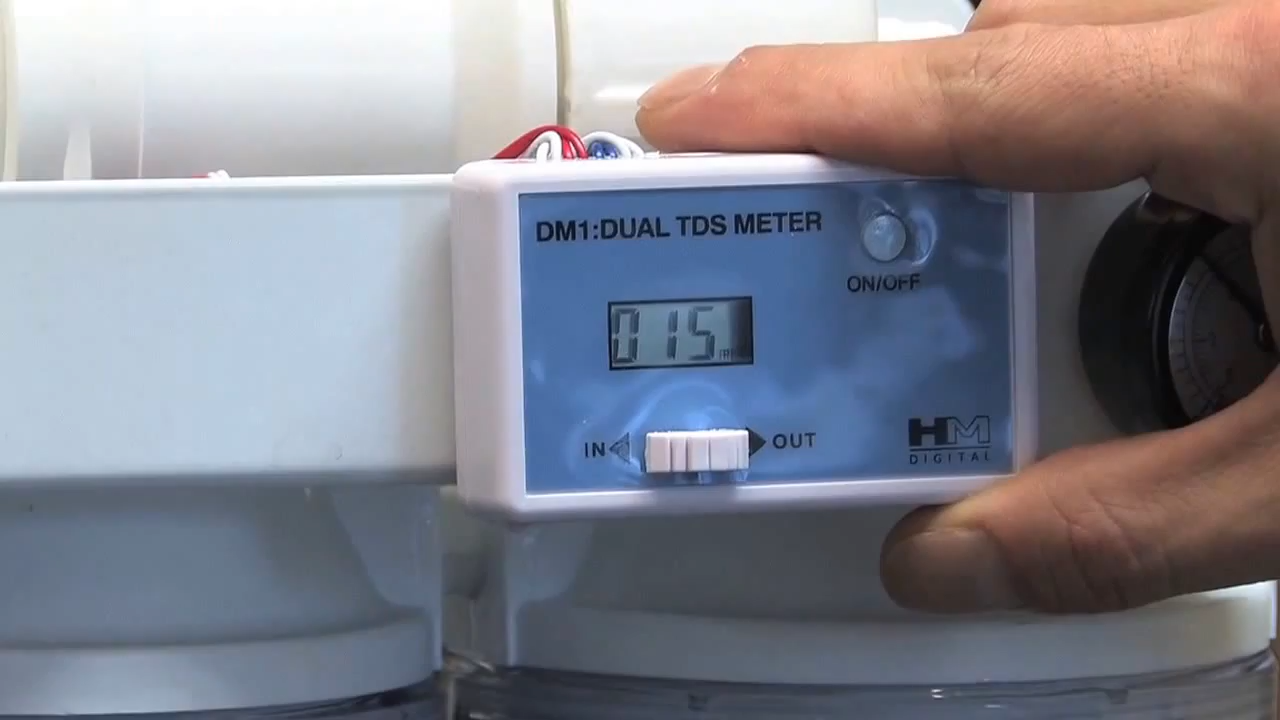 DM1:DUAL TDS METER
ON/OFF
015
IN OUT
HM
DIGITAL